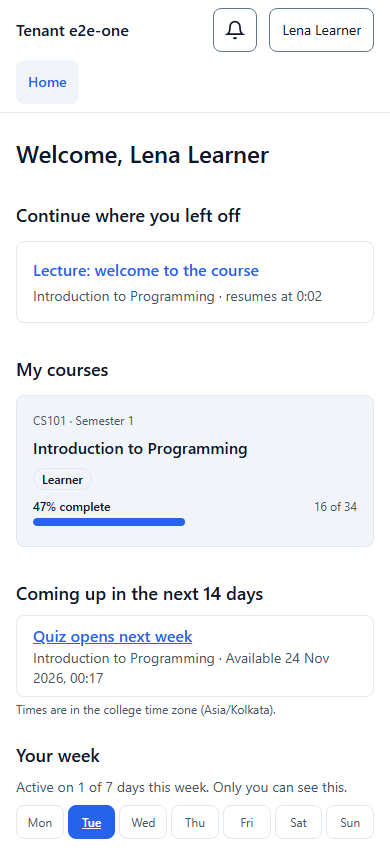 Tenant e2e-one
Lena Learner
Home
Welcome, Lena Learner
Continue where you left off
Lecture: welcome to the course
Introduction to Programming · resumes at 0:02
My courses
CS101 · Semester 1
Introduction to Programming
Learner
47% complete
16 of 34
Coming up in the next 14 days
Quiz opens next week
Introduction to Programming · Available 24 Nov
2026, 00:17
Times are in the college time zone (Asia/Kolkata).
Your week
Active on 1 of 7 days this week. Only you can see this.
Mon Tue Wed Thu Fri Sat Sun